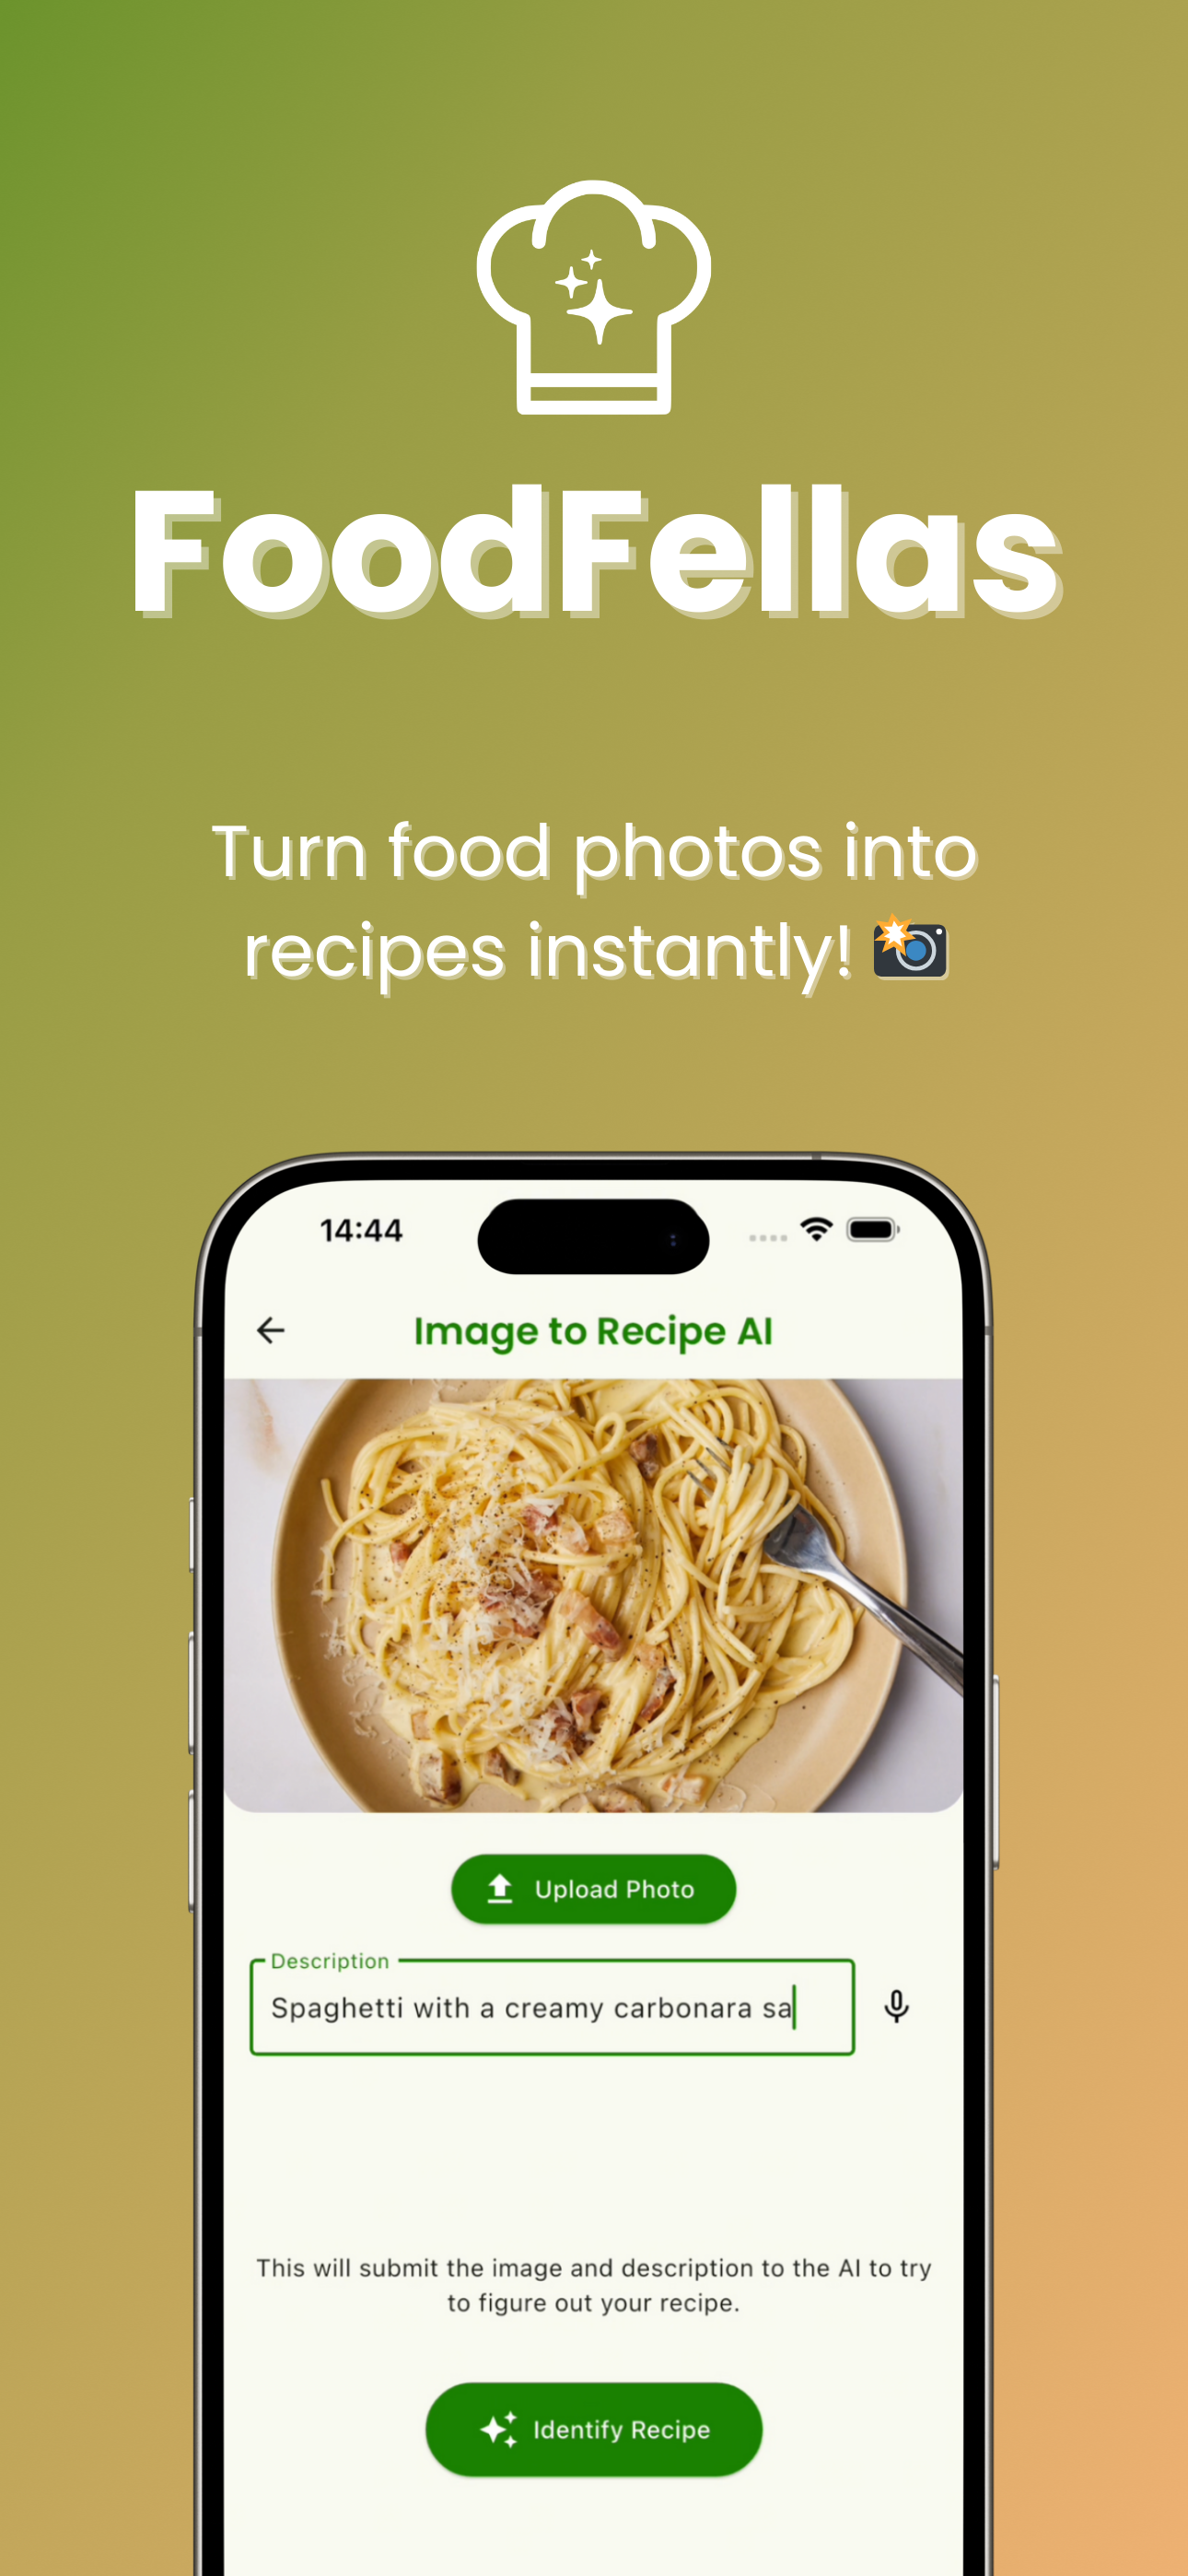 FoodFellas
Turn food photos into
recipes instantly! 📸
14:44
Image to Recipe AI
Upload Photo
Description
Spaghetti with a creamy carbonara sa
This will submit the image and description to the AI to try
to figure out your recipe.
Identify Recipe